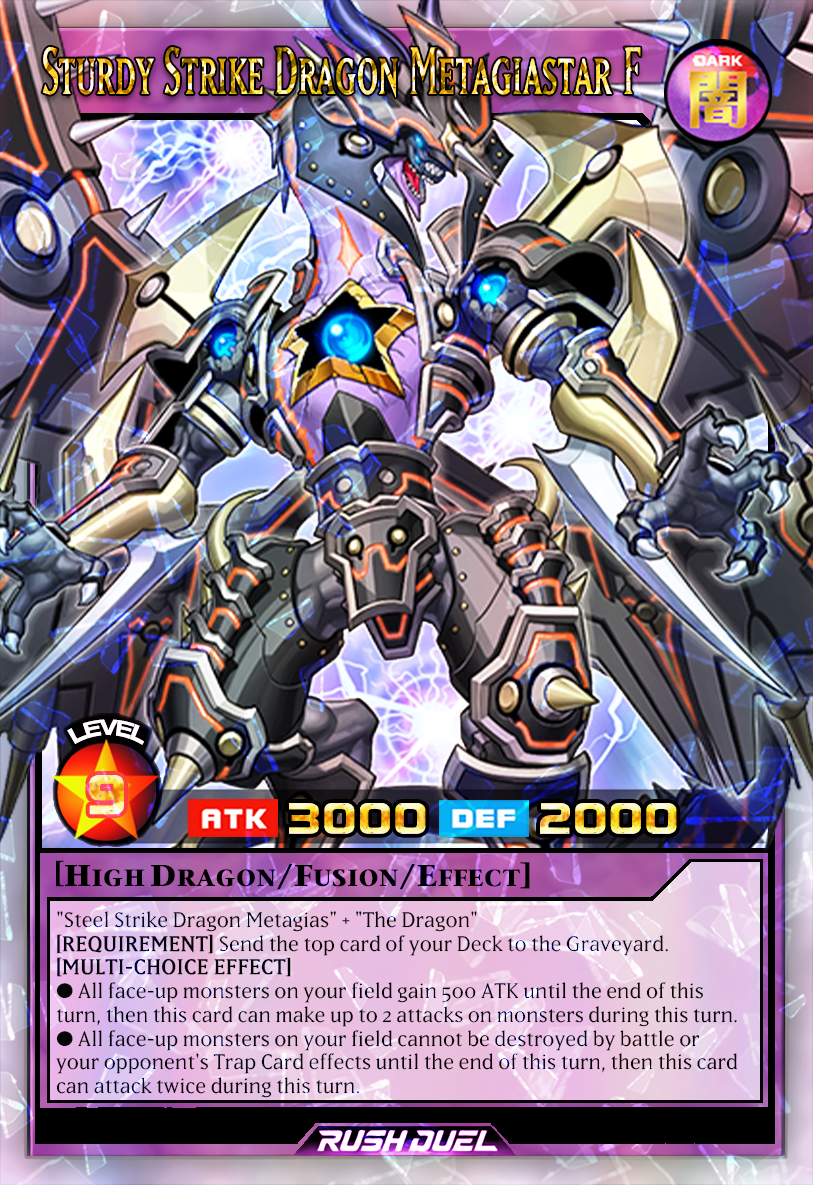 Sturdy Strike Dragon Metagiastar F
DARK
闇
LEVEL
9
ATK 3000 DEF 2000
[High Dragon/Fusion/Effect]
"Steel Strike Dragon Metagias" + "The Dragon"
[REQUIREMENT] Send the top card of your Deck to the Graveyard.
[MULTI-CHOICE EFFECT]
● All face-up monsters on your field gain 500 ATK until the end of this
turn, then this card can make up to 2 attacks on monsters during this turn.
● All face-up monsters on your field cannot be destroyed by battle or
your opponent's Trap Card effects until the end of this turn, then this card
can attack twice during this turn.
RUSH DUEL